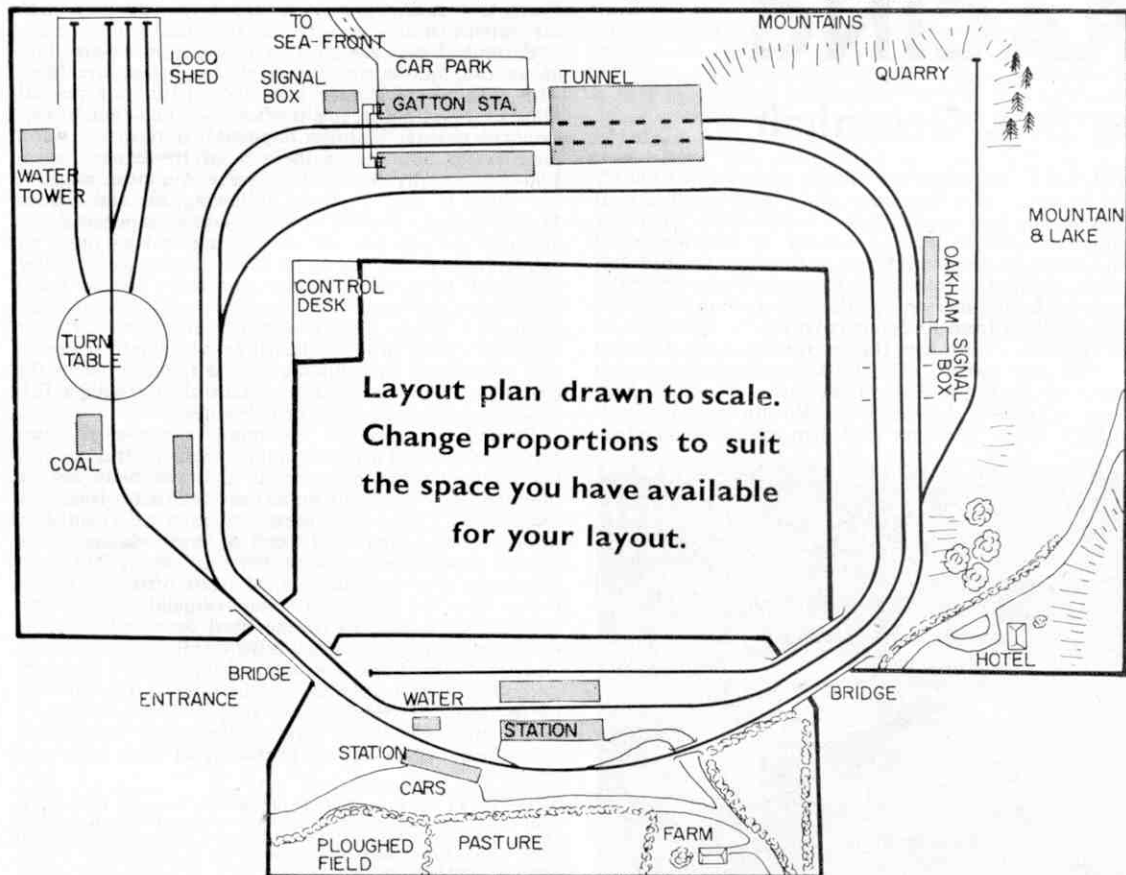 TO
SEA-FRONT
MOUNTAINS
LOCO
SHED
SIGNAL
BOX
CAR PARK
TUNNEL
QUARRY
GATTON STA.
WATER
TOWER
MOUNTAIN
& LAKE
OAKHAM
SIGNAL
BOX
CONTROL
DESK
TURN
TABLE
COAL
Layout plan drawn to scale.
Change proportions to suit
the space you have available
for your layout.
BRIDGE
ENTRANCE
WATER
STATION
STATION
CARS
BRIDGE
HOTEL
PLOUGHED
FIELD
PASTURE
FARM